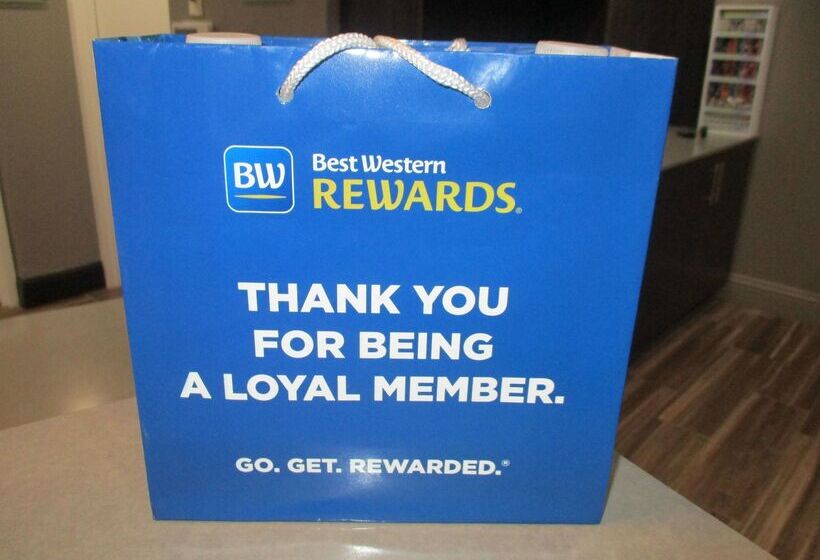 BW
Best Western
REWARDS®
THANK YOU
FOR BEING
A LOYAL MEMBER.
GO. GET. REWARDED.®